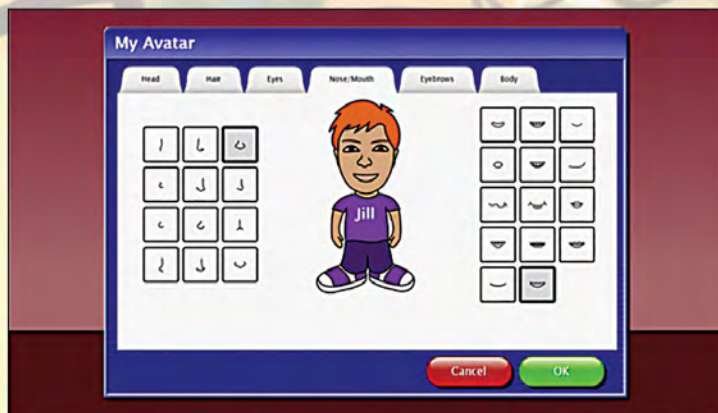 My Avatar
Head Hair Eyes Nose/Mouth Eyebrows Body
Jill
Cancel OK